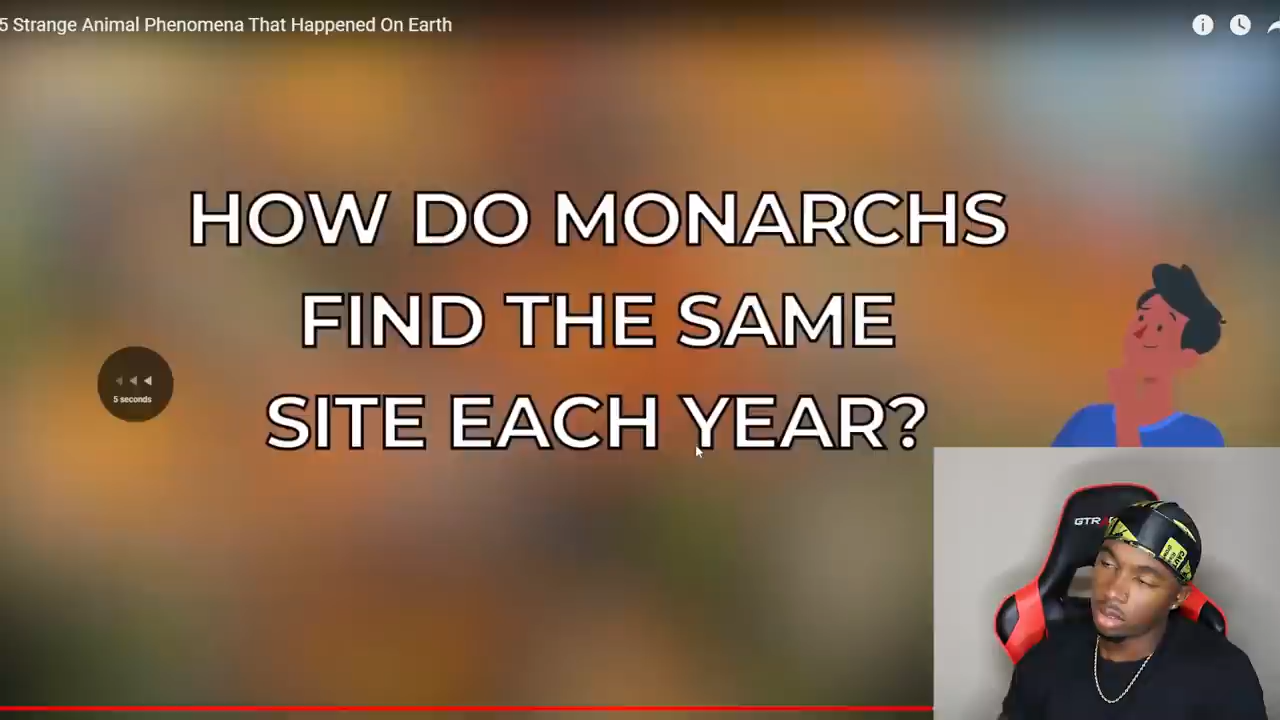 5 Strange Animal Phenomena That Happened On Earth
HOW DO MONARCHS
FIND THE SAME
SITE EACH YEAR?
5 seconds
GTR